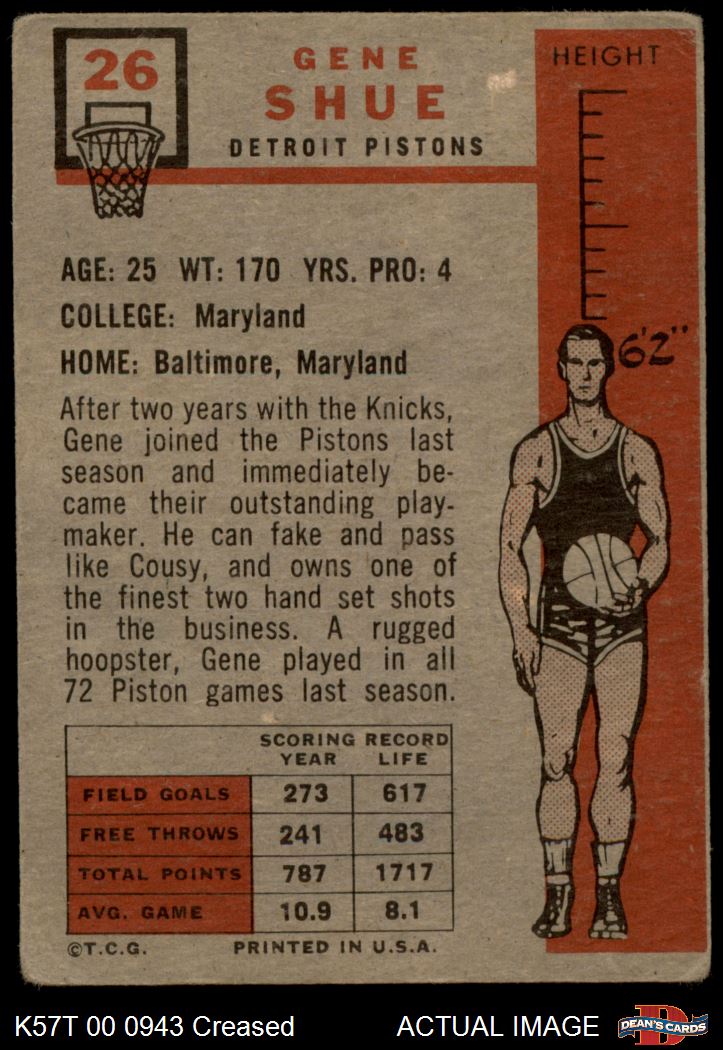 26
GENE
SHUE
DETROIT PISTONS
HEIGHT
AGE: 25 WT: 170 YRS. PRO: 4
COLLEGE: Maryland
HOME: Baltimore, Maryland
6'2"
After two years with the Knicks,
Gene joined the Pistons last
season and immediately be-
came their outstanding play-
maker. He can fake and pass
like Cousy, and owns one of
the finest two hand set shots
in the business. A rugged
hoopster, Gene played in all
72 Piston games last season.
SCORING RECORD
YEAR LIFE
FIELD GOALS 273 617
FREE THROWS 241 483
TOTAL POINTS 787 1717
AVG. GAME 10.9 8.1
©T.C.G. PRINTED IN U.S.A.
K57T 00 0943 Creased ACTUAL IMAGE
D
DEAN'S CARDS